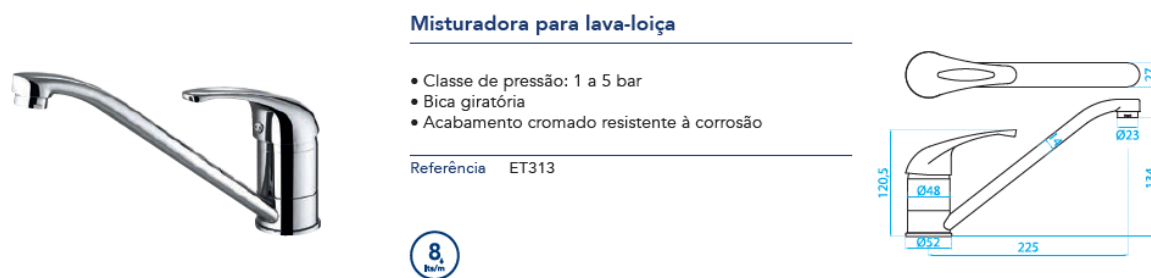 Misturadora para lava-loiça
• Classe de pressão: 1 a 5 bar
• Bica giratória
• Acabamento cromado resistente à corrosão
Referência ET313
8
lts/m
27
Ø23
120,5
Ø48
134
Ø52
225